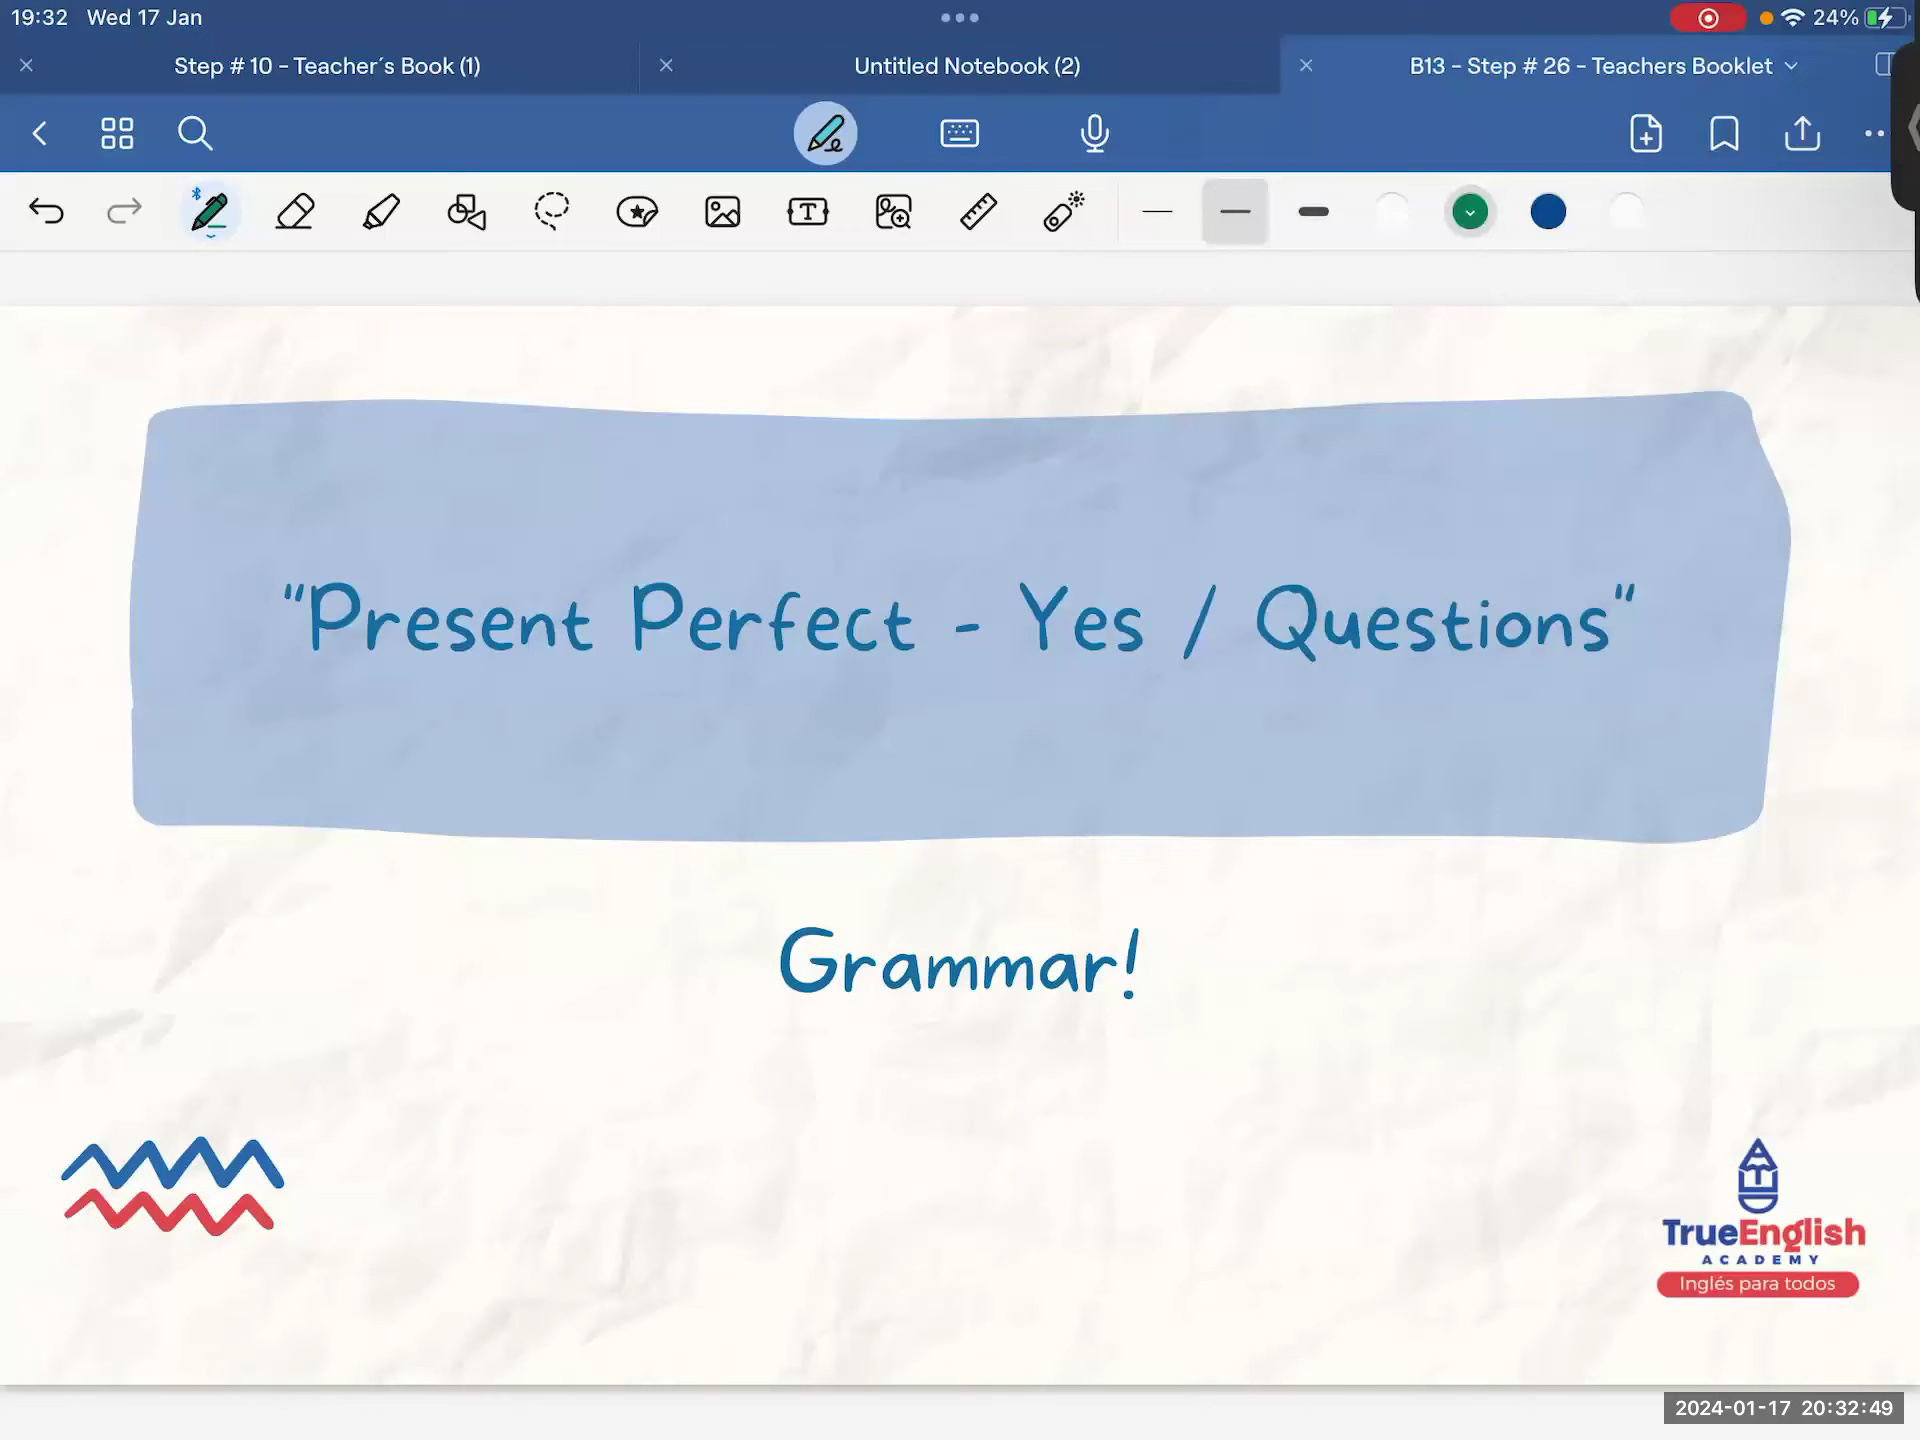 19:32 Wed 17 Jan
24%
Step # 10 - Teacher´s Book (1)
Untitled Notebook (2)
B13 - Step # 26 - Teachers Booklet
"Present Perfect - Yes / Questions"
Grammar!
TrueEnglish
ACADEMY
Inglés para todos
2024-01-17 20:32:49